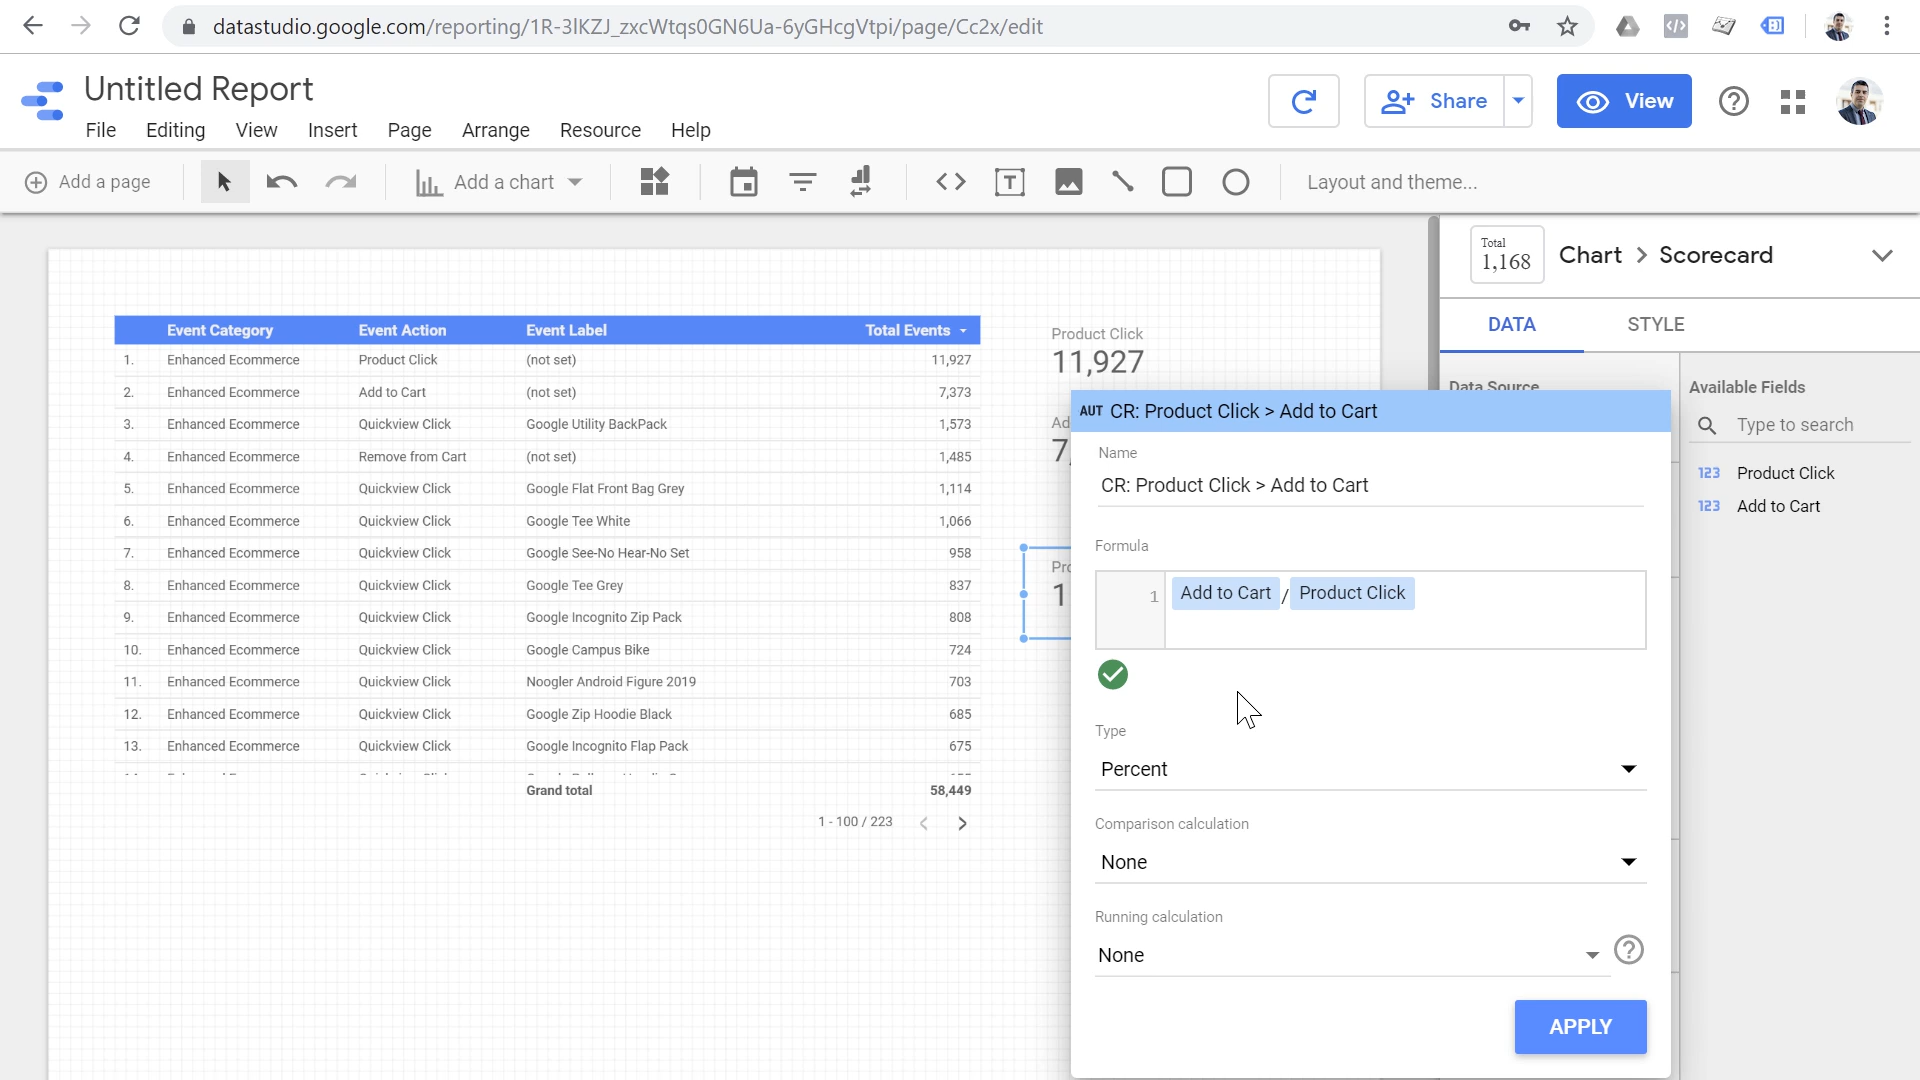 datastudio.google.com/reporting/1R-3lKZJ_zxcWtqs0GN6Ua-6yGHcgVtpi/page/Cc2x/edit
Untitled Report
File Editing View Insert Page Arrange Resource Help
Share
View
Add a page
Add a chart
Layout and theme...
Total
1,168
Chart > Scorecard
DATA STYLE
Data Source
Available Fields
Type to search
123 Product Click
123 Add to Cart
Event Category Event Action Event Label Total Events
1. Enhanced Ecommerce Product Click (not set) 11,927
2. Enhanced Ecommerce Add to Cart (not set) 7,373
3. Enhanced Ecommerce Quickview Click Google Utility BackPack 1,573
4. Enhanced Ecommerce Remove from Cart (not set) 1,485
5. Enhanced Ecommerce Quickview Click Google Flat Front Bag Grey 1,114
6. Enhanced Ecommerce Quickview Click Google Tee White 1,066
7. Enhanced Ecommerce Quickview Click Google See-No Hear-No Set 958
8. Enhanced Ecommerce Quickview Click Google Tee Grey 837
9. Enhanced Ecommerce Quickview Click Google Incognito Zip Pack 808
10. Enhanced Ecommerce Quickview Click Google Campus Bike 724
11. Enhanced Ecommerce Quickview Click Noogler Android Figure 2019 703
12. Enhanced Ecommerce Quickview Click Google Zip Hoodie Black 685
13. Enhanced Ecommerce Quickview Click Google Incognito Flap Pack 675
Grand total 58,449
1 - 100 / 223
Product Click
11,927
Ad
7,
Pro
1
AUT CR: Product Click > Add to Cart
Name
CR: Product Click > Add to Cart
Formula
1 Add to Cart / Product Click
Type
Percent
Comparison calculation
None
Running calculation
None
APPLY